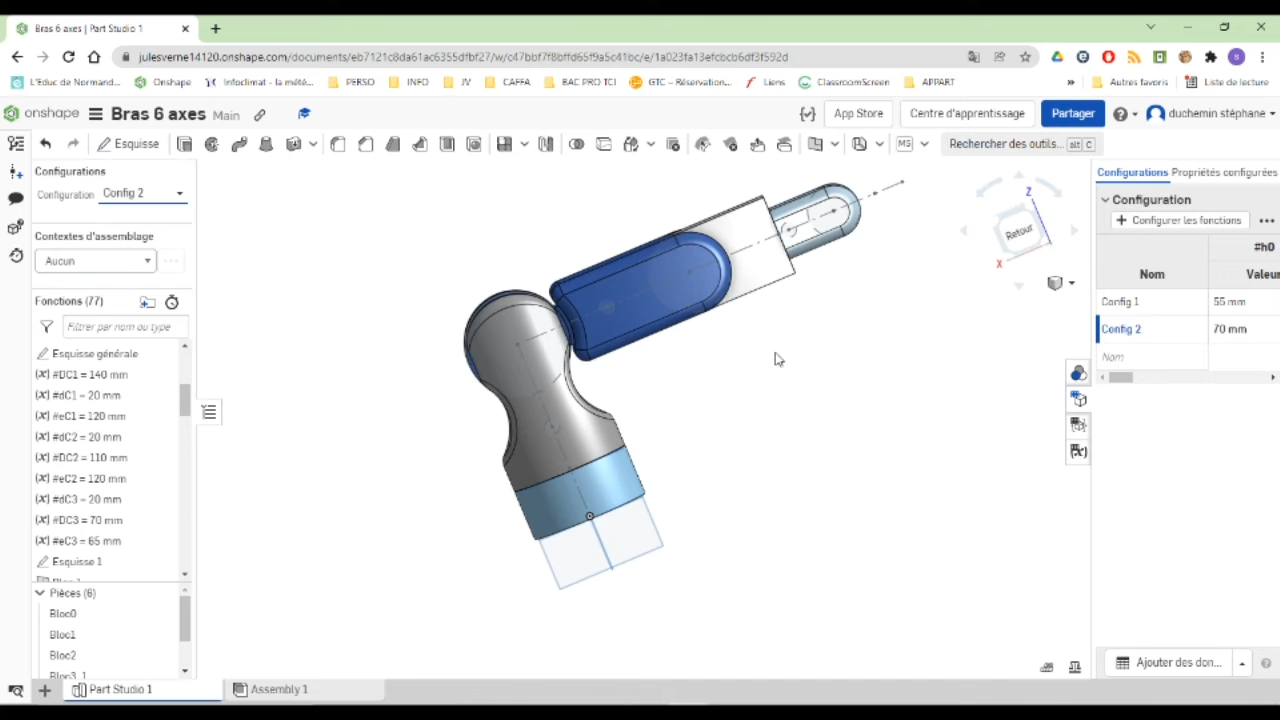 Bras 6 axes | Part Studio 1
julesverne14120.onshape.com/documents/eb7121c8da61ac6355dfbf27/w/c47bbf7f8bffd65f9a5c41bc/e/1a023fa13efcbcb6df3f592d
L'Éduc de Normand... Onshape Infoclimat - la mété... PERSO INFO JV CAFFA BAC PRO TCI GTC – Réservation... Liens ClassroomScreen APPART » Autres favoris Liste de lecture
onshape Bras 6 axes Main App Store Centre d'apprentissage Partager duchemin stéphane
Esquisse MS Rechercher des outils... alt C
Configurations
Configuration Config 2
Contextes d'assemblage
Aucun
Fonctions (77)
Filtrer par nom ou type
Esquisse générale
(x) #DC1 = 140 mm
(x) #dC1 = 20 mm
(x) #eC1 = 120 mm
(x) #dC2 = 20 mm
(x) #DC2 = 110 mm
(x) #eC2 = 120 mm
(x) #dC3 = 20 mm
(x) #DC3 = 70 mm
(x) #eC3 = 65 mm
Esquisse 1
Pièces (6)
Bloc0
Bloc1
Bloc2
Bloc3_1
Z
Retour
X
Configurations Propriétés configurées
Configuration
Configurer les fonctions
#h0
Nom Valeur
Config 1 55 mm
Config 2 70 mm
Nom
(x)
Ajouter des don...
Part Studio 1 Assembly 1